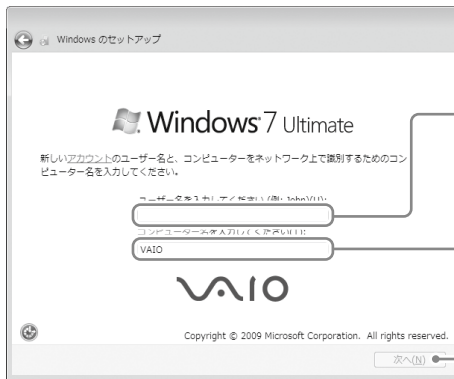 Windows のセットアップ
Windows 7 Ultimate
新しいアカウントのユーザー名と、コンピューターをネットワーク上で識別するためのコン
ピューター名を入力してください。
ユーザー名を入力してください (例: John)(U):
コンピューター名を入力してください(T):
VAIO
VAIO
Copyright © 2009 Microsoft Corporation. All rights reserved.
次へ(N)